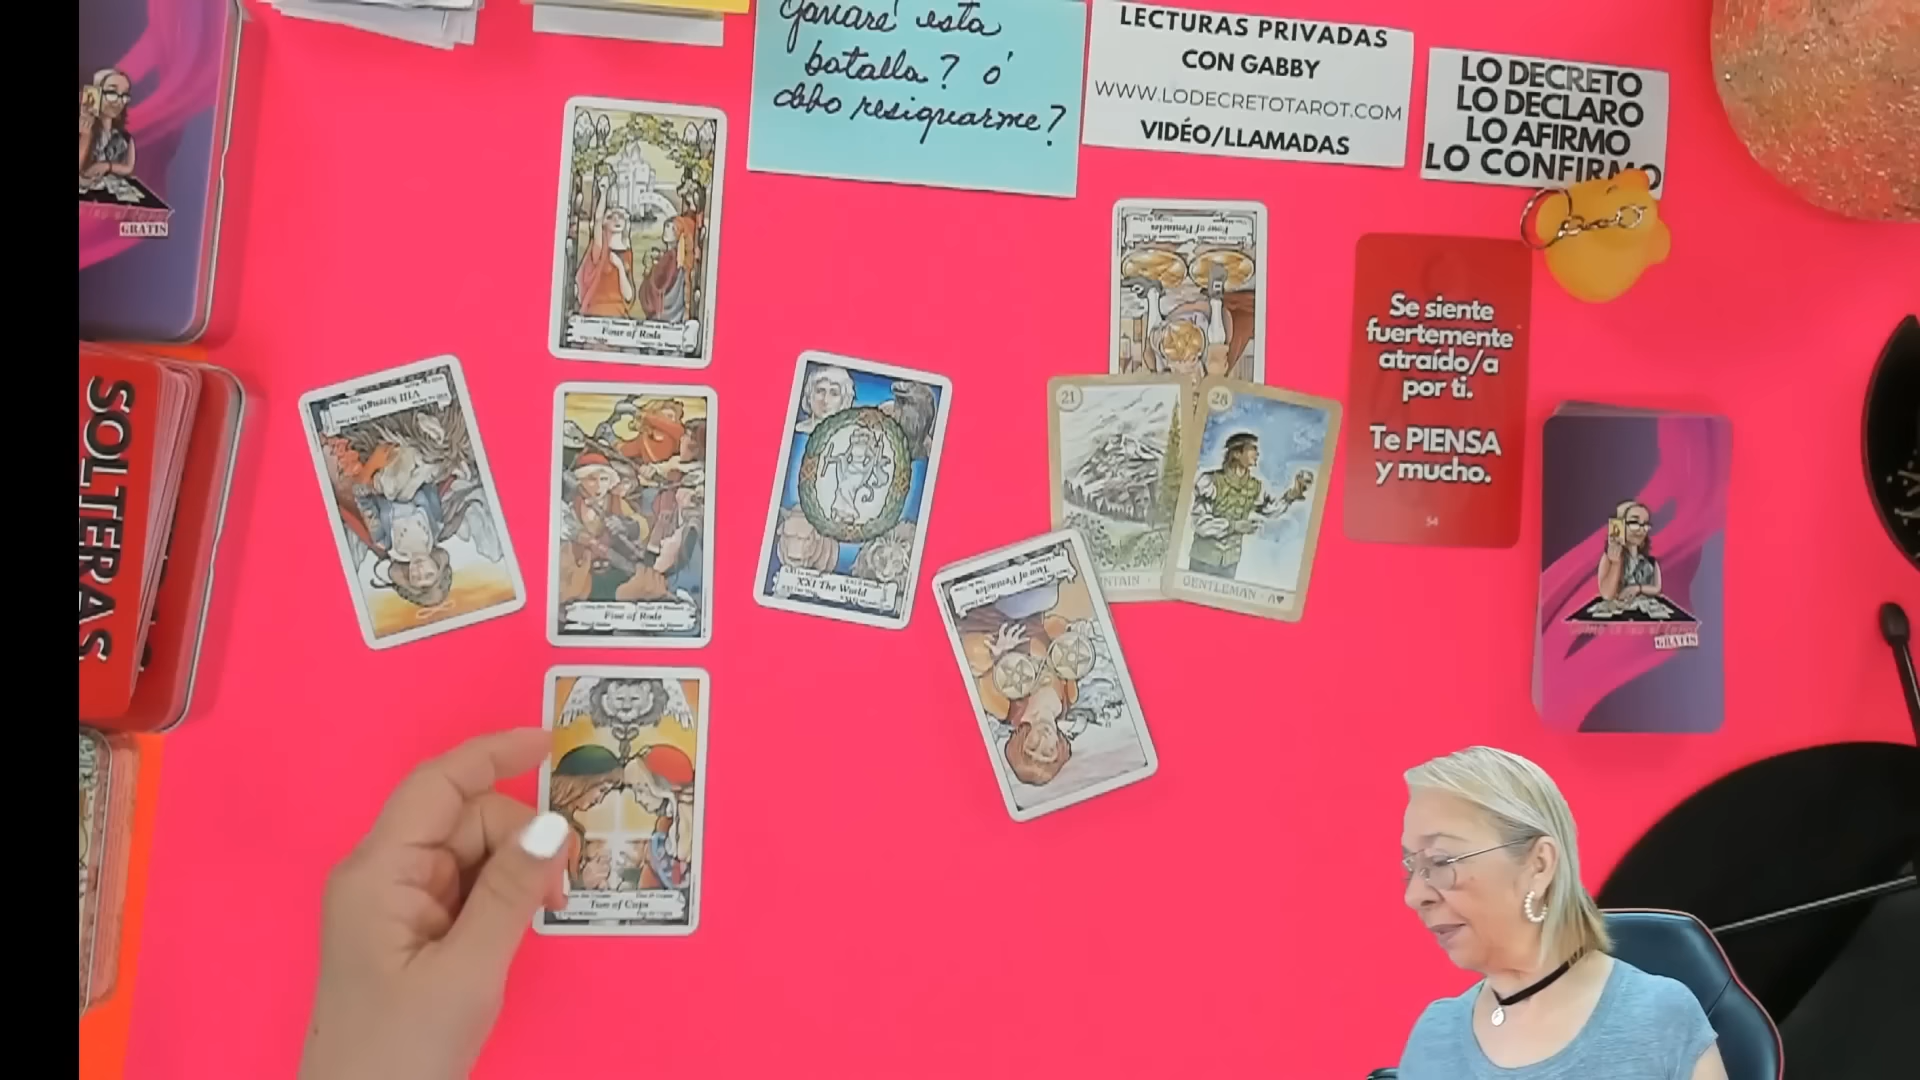 Ganaré esta
batalla? ó
debo resignarme?
LECTURAS PRIVADAS
CON GABBY
WWW.LODECRETOTAROT.COM
VIDÉO/LLAMADAS
LO DECRETO
LO DECLARO
LO AFIRMO
LO CONFIRMO
GRATIS
Four of Rods
Four of Pentacles
Se siente
fuertemente
atraído/a
por ti.
Te PIENSA
y mucho.
54
VIII Strength
Four of Rods
XXI The World
21
28
GENTLEMAN
Two of Pentacles
SOLTERAS
GRATIS
Two of Cups